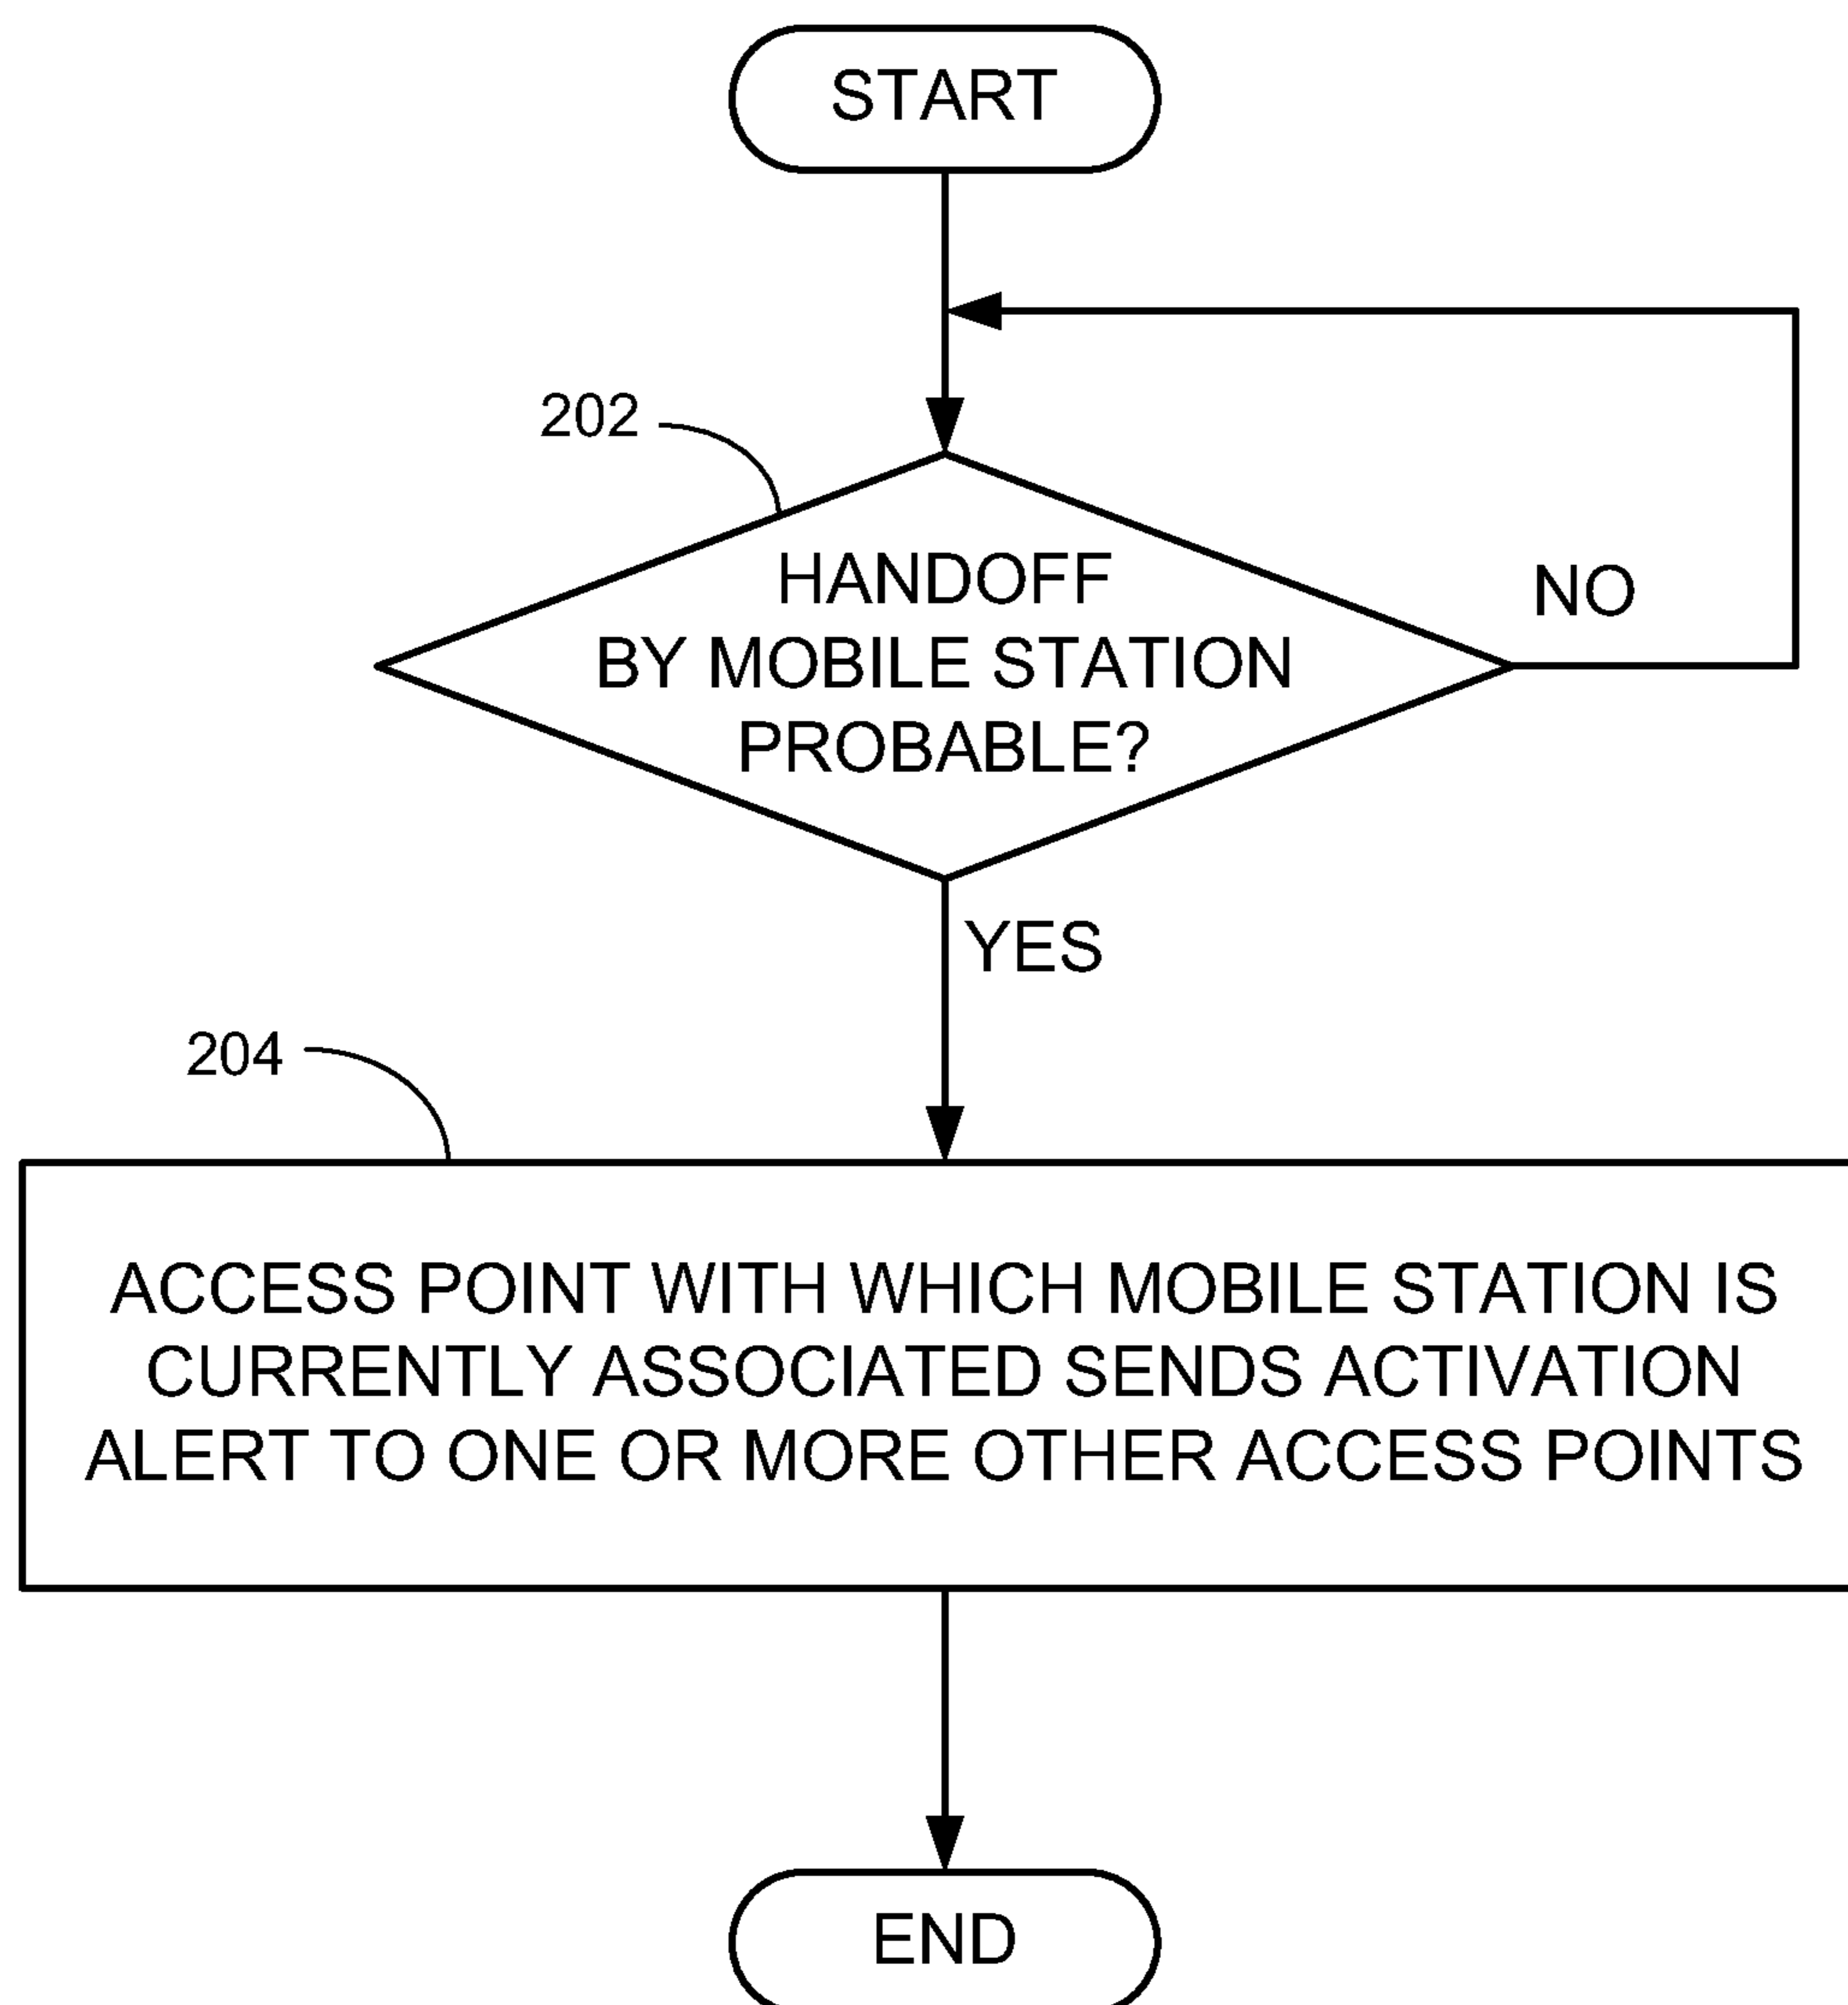 START
202
HANDOFF
BY MOBILE STATION
PROBABLE?
NO
YES
204
ACCESS POINT WITH WHICH MOBILE STATION IS
CURRENTLY ASSOCIATED SENDS ACTIVATION
ALERT TO ONE OR MORE OTHER ACCESS POINTS
END